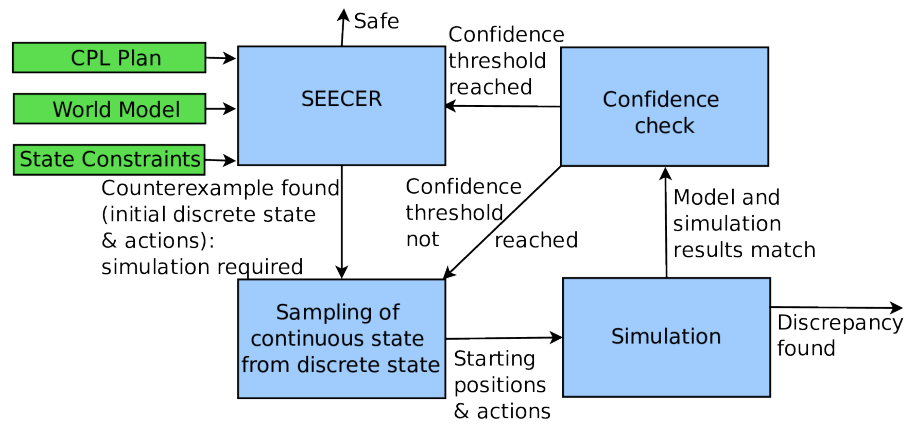 Safe
CPL Plan
World Model
State Constraints
SEECER
Confidence
threshold
reached
Confidence
check
Counterexample found
(initial discrete state
& actions):
simulation required
Confidence
threshold
not reached
Model and
simulation
results match
Sampling of
continuous state
from discrete state
Starting
positions
& actions
Simulation
Discrepancy
found